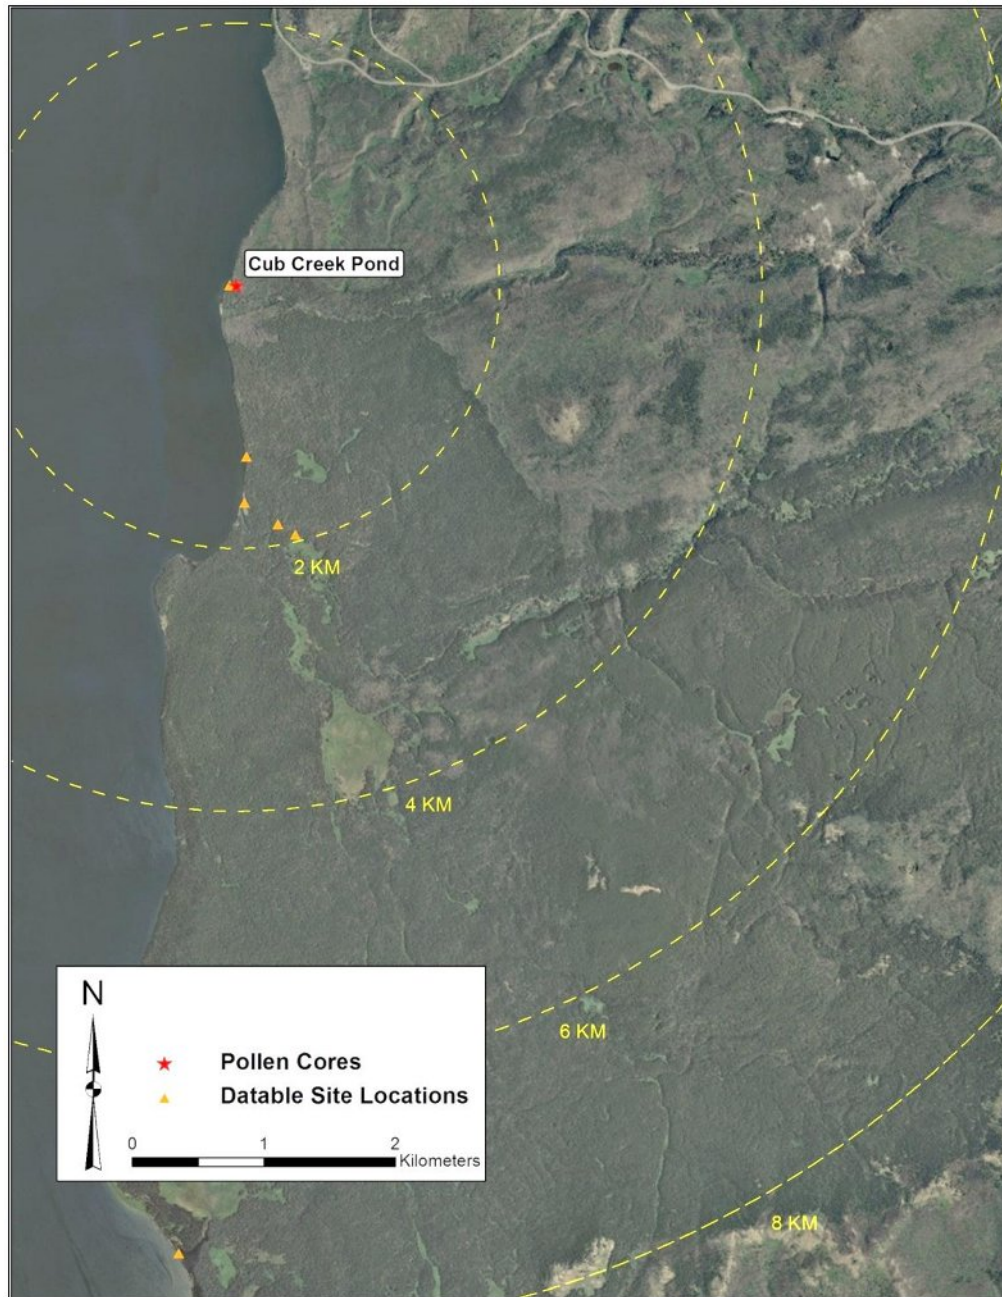 Cub Creek Pond
2 KM
4 KM
6 KM
8 KM
N
Pollen Cores
Datable Site Locations
0 1 2
Kilometers